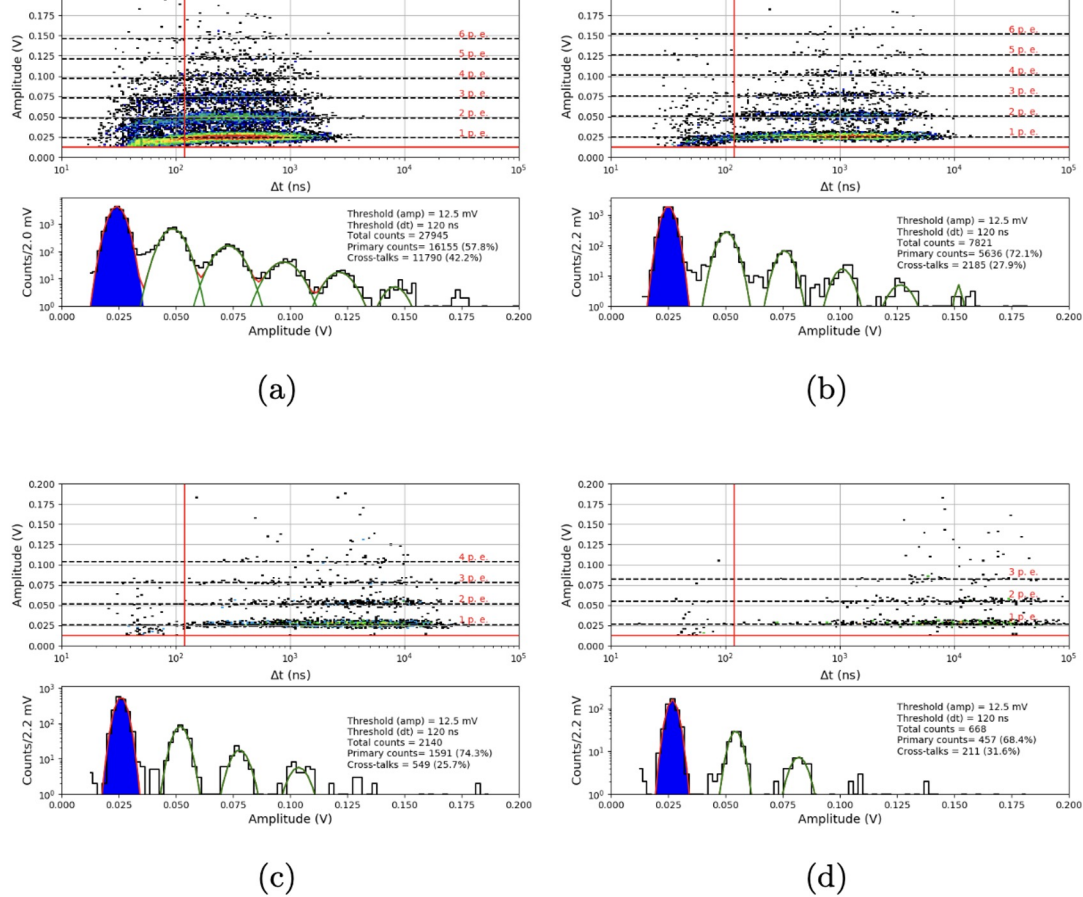 0.175
0.150
0.125
0.100
0.075
0.050
0.025
0.000
Amplitude (V)
6 p. e.
5 p. e.
4 p. e.
3 p. e.
2 p. e.
1 p. e.
10¹ 10² 10³ 10⁴ 10⁵
Δt (ns)
Counts/2.0 mV
10³
10²
10¹
10⁰
Threshold (amp) = 12.5 mV
Threshold (dt) = 120 ns
Total counts = 27945
Primary counts= 16155 (57.8%)
Cross-talks = 11790 (42.2%)
0.000 0.025 0.050 0.075 0.100 0.125 0.150 0.175 0.200
Amplitude (V)
(a)
0.175
0.150
0.125
0.100
0.075
0.050
0.025
0.000
Amplitude (V)
6 p. e.
5 p. e.
4 p. e.
3 p. e.
2 p. e.
1 p. e.
10¹ 10² 10³ 10⁴ 10⁵
Δt (ns)
Counts/2.2 mV
10³
10²
10¹
10⁰
Threshold (amp) = 12.5 mV
Threshold (dt) = 120 ns
Total counts = 7821
Primary counts= 5636 (72.1%)
Cross-talks = 2185 (27.9%)
0.000 0.025 0.050 0.075 0.100 0.125 0.150 0.175 0.200
Amplitude (V)
(b)
0.200
0.175
0.150
0.125
0.100
0.075
0.050
0.025
0.000
Amplitude (V)
4 p. e.
3 p. e.
2 p. e.
1 p. e.
10¹ 10² 10³ 10⁴ 10⁵
Δt (ns)
Counts/2.2 mV
10³
10²
10¹
10⁰
Threshold (amp) = 12.5 mV
Threshold (dt) = 120 ns
Total counts = 2140
Primary counts= 1591 (74.3%)
Cross-talks = 549 (25.7%)
0.000 0.025 0.050 0.075 0.100 0.125 0.150 0.175 0.200
Amplitude (V)
(c)
0.200
0.175
0.150
0.125
0.100
0.075
0.050
0.025
0.000
Amplitude (V)
3 p. e.
2 p. e.
1 p. e.
10¹ 10² 10³ 10⁴ 10⁵
Δt (ns)
Counts/2.2 mV
10²
10¹
10⁰
Threshold (amp) = 12.5 mV
Threshold (dt) = 120 ns
Total counts = 668
Primary counts= 457 (68.4%)
Cross-talks = 211 (31.6%)
0.000 0.025 0.050 0.075 0.100 0.125 0.150 0.175 0.200
Amplitude (V)
(d)